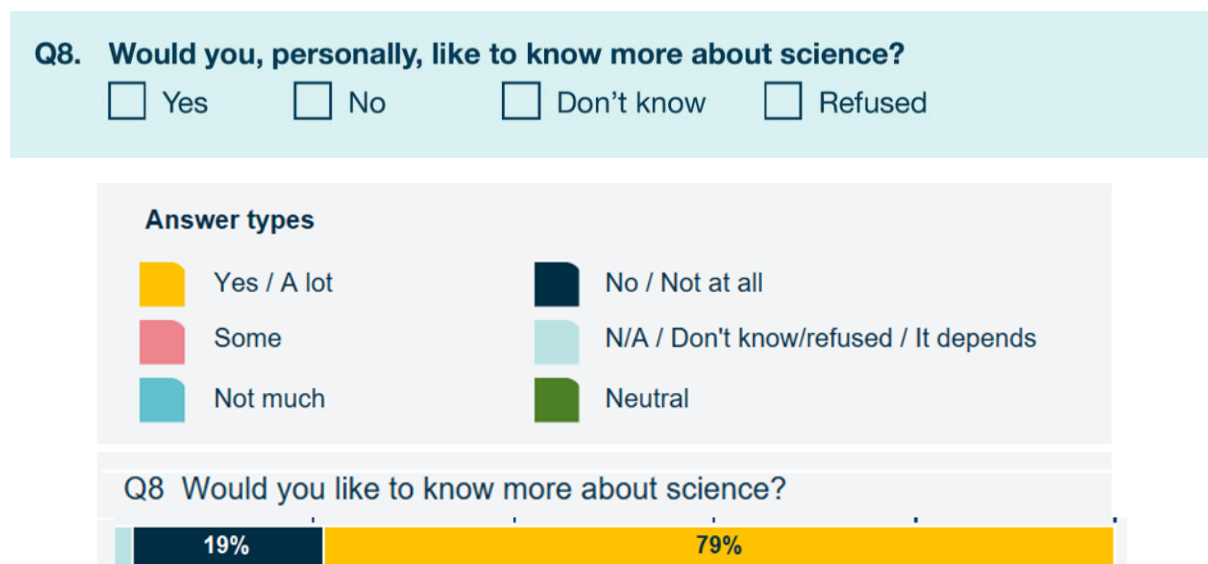 Q8. Would you, personally, like to know more about science?
Yes No Don't know Refused
Answer types
Yes / A lot No / Not at all
Some N/A / Don't know/refused / It depends
Not much Neutral
Q8 Would you like to know more about science?
19% 79%